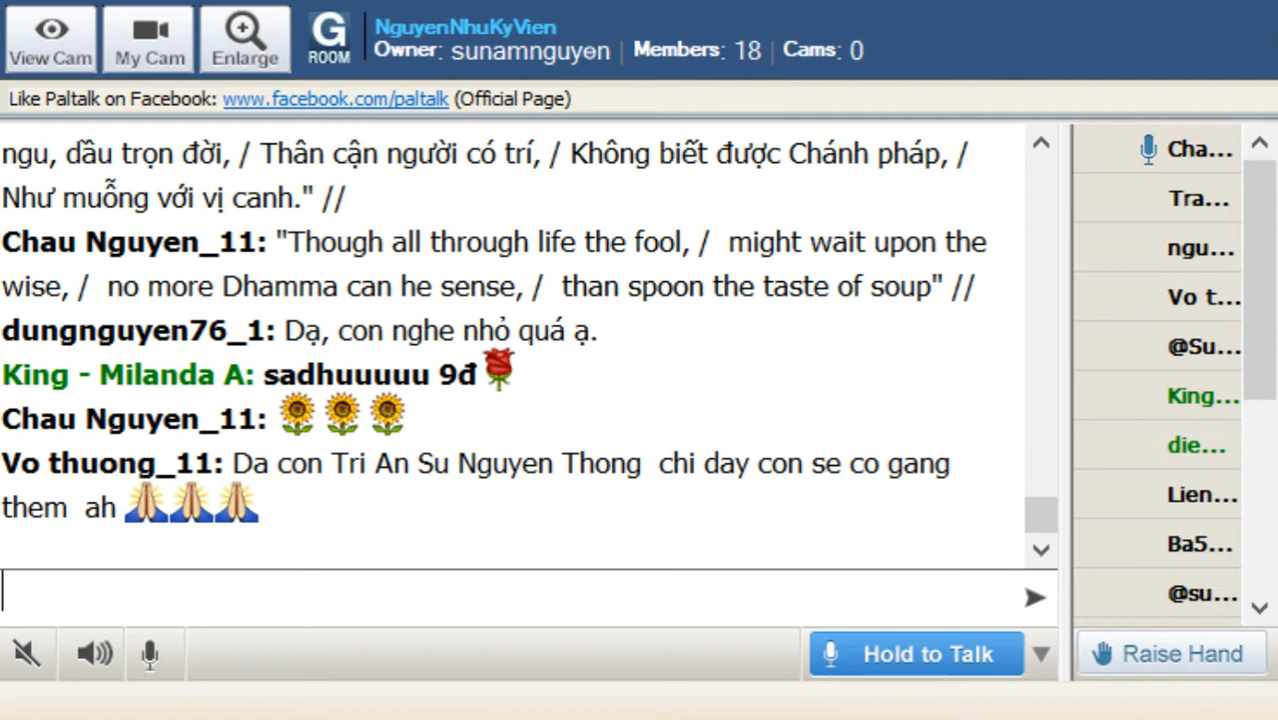 View Cam
My Cam
Enlarge
G
ROOM
NguyenNhuKyVien
Owner: sunamnguyen | Members: 18 | Cams: 0
Like Paltalk on Facebook: www.facebook.com/paltalk (Official Page)
ngu, dầu trọn đời, / Thân cận người có trí, / Không biết được Chánh pháp, /
Như muỗng với vị canh." //
Chau Nguyen_11: "Though all through life the fool, / might wait upon the
wise, / no more Dhamma can he sense, / than spoon the taste of soup" //
dungnguyen76_1: Dạ, con nghe nhỏ quá ạ.
King - Milanda A: sadhuuuuu 9đ
Chau Nguyen_11:
Vo thuong_11: Da con Tri An Su Nguyen Thong chi day con se co gang
them ah
Cha...
Tra...
ngu...
Vo t...
@Su...
King...
die...
Lien...
Ba5...
@su...
Hold to Talk
Raise Hand